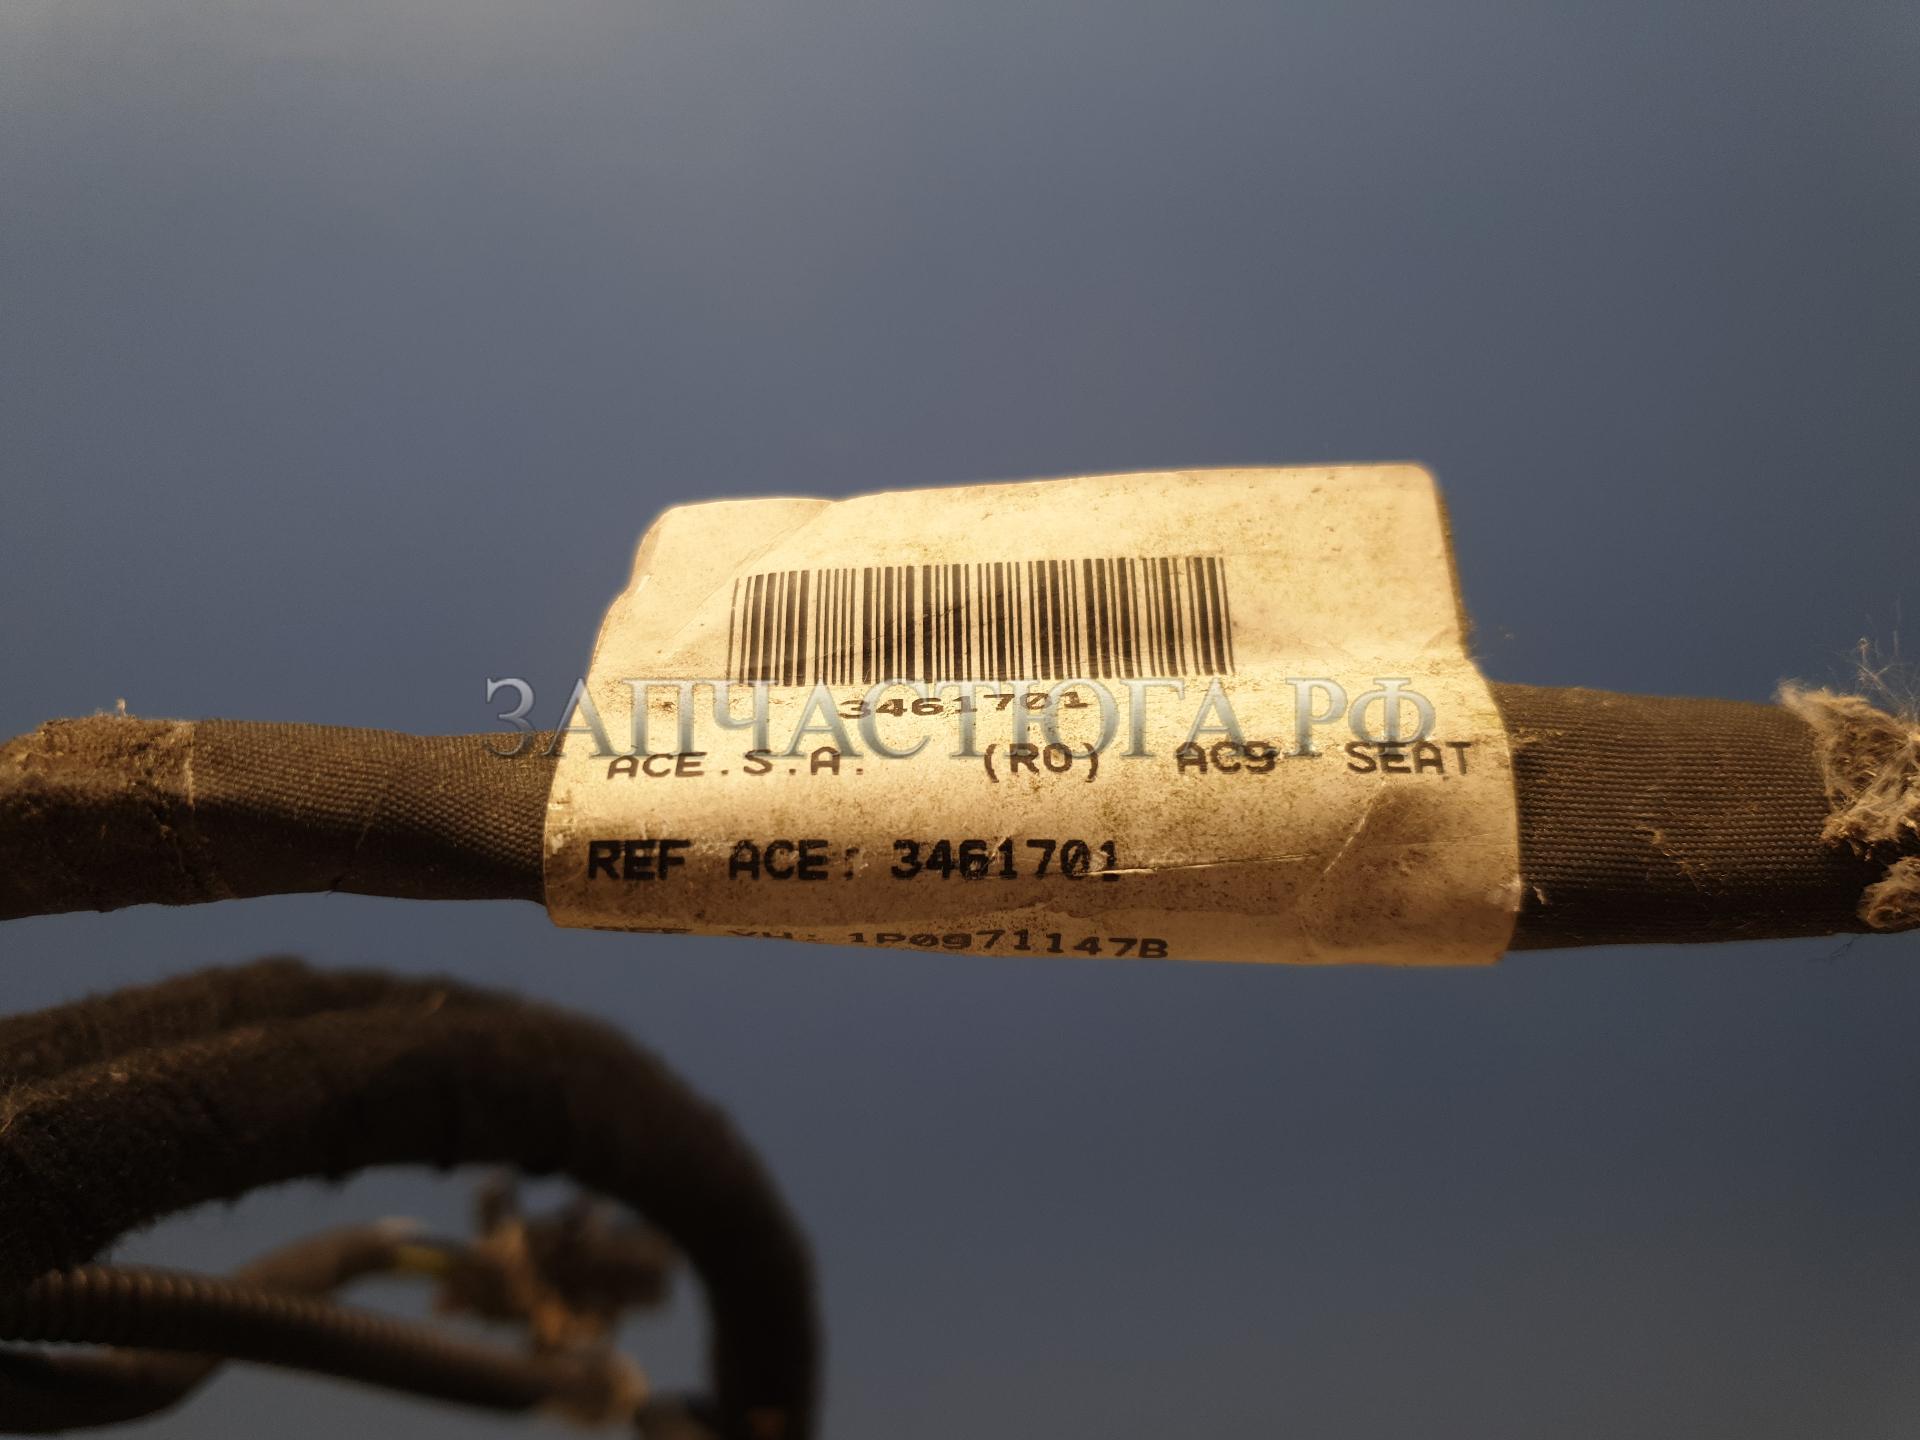 3461701
ЗАПЧАСТЮГА.РФ
ACE.S.A. (RO) AC9 SEAT
REF ACE: 3461701
1P0971147B